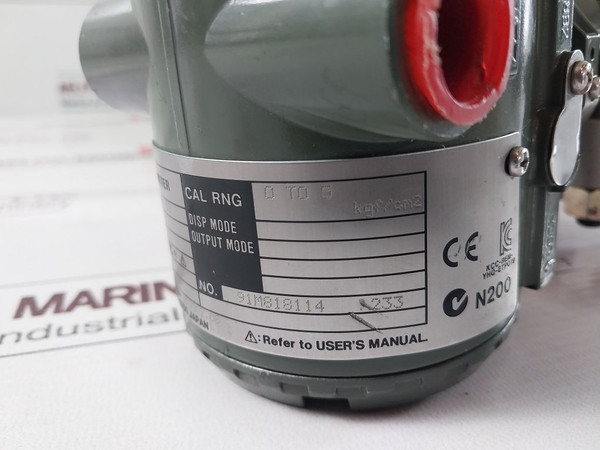 CAL RNG 0 TO 5
kgf/cm2
DISP MODE
OUTPUT MODE
NO. 91M818114 233
JAPAN
⚠: Refer to USER'S MANUAL.
CE
N200
MARIN
Industrial